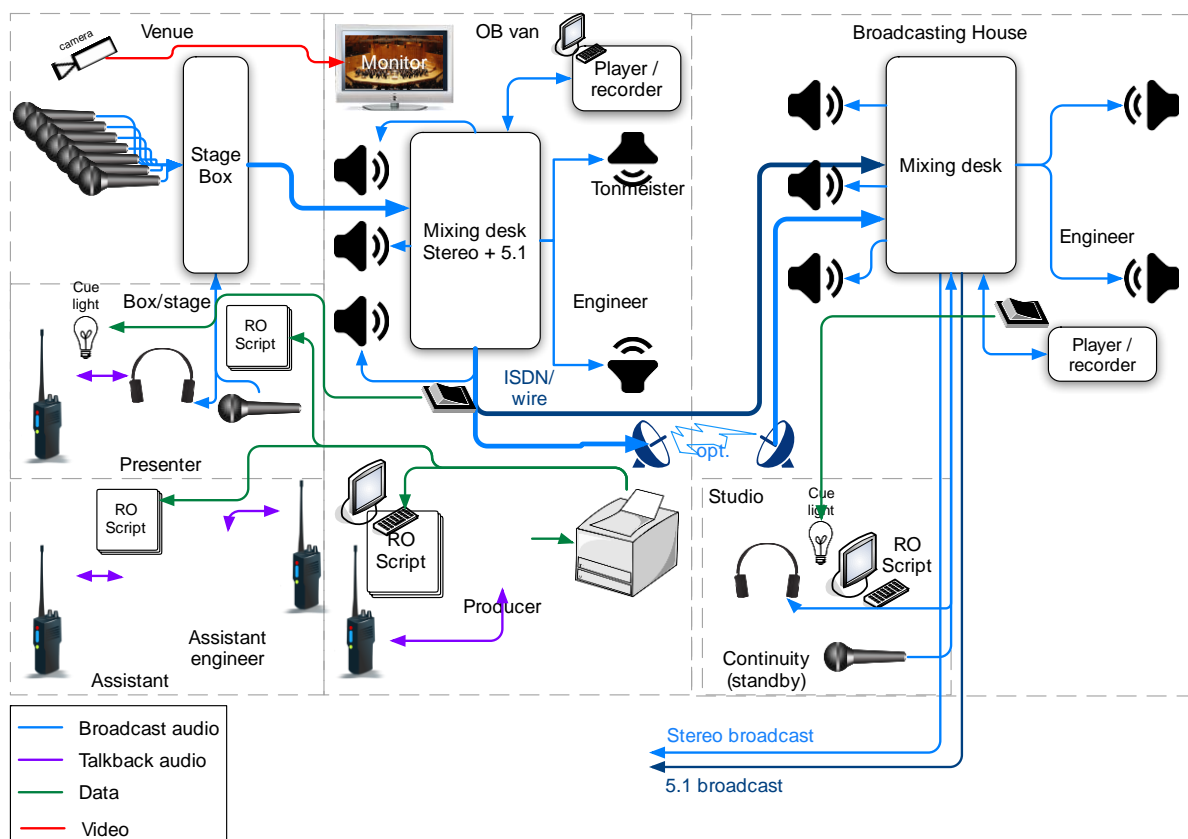 Venue
camera
Stage
Box
OB van
Monitor
Player /
recorder
Tonmeister
Mixing desk
Stereo + 5.1
Engineer
ISDN/
wire
opt.
Broadcasting House
Mixing desk
Engineer
Player /
recorder
Cue
light
Box/stage
RO
Script
Presenter
RO
Script
Assistant
engineer
Assistant
RO
Script
Producer
Studio
Cue
light
RO
Script
Continuity
(standby)
Stereo broadcast
5.1 broadcast
Broadcast audio
Talkback audio
Data
Video